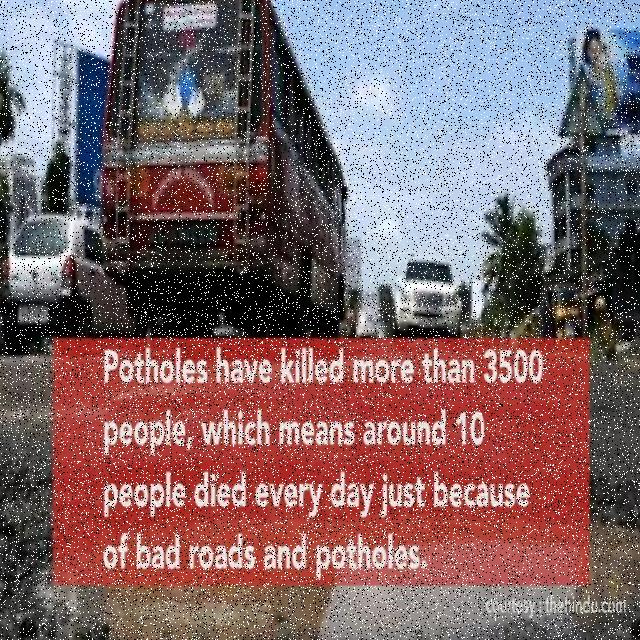 Potholes have killed more than 3500
people, which means around 10
people died every day just because
of bad roads and potholes.
courtesy : thehindu.com